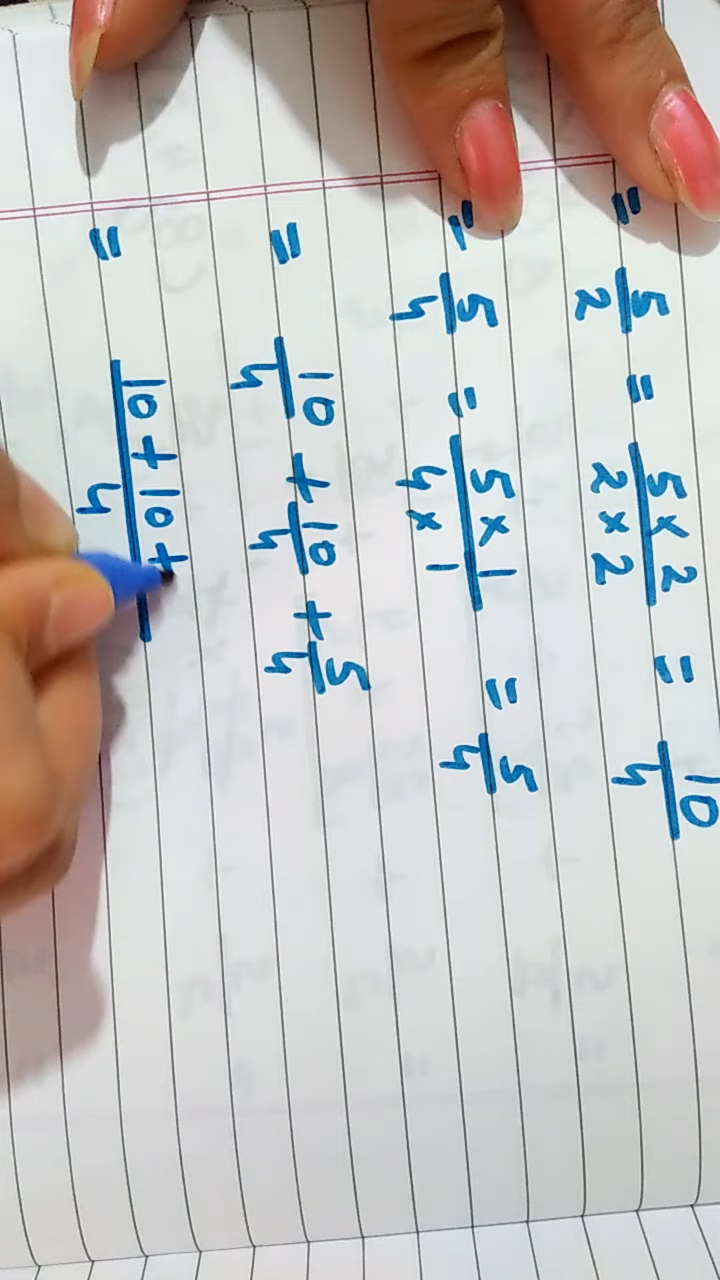 = 5/2 = 5 × 2 / 2 × 2 = 10/4
= 5/4 = 5 × 1 / 4 × 1 = 5/4
= 10/4 + 10/4 + 5/4
= 10 + 10 + / 4